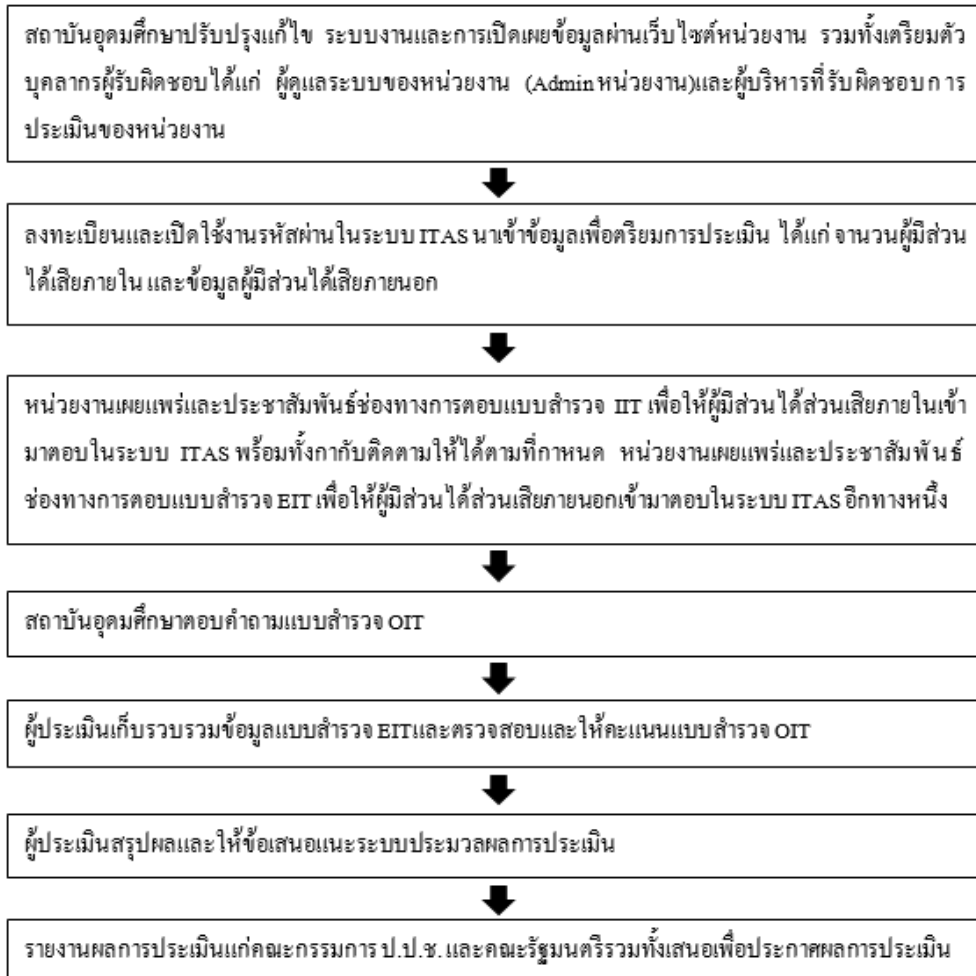 สถาบันอุดมศึกษาปรับปรุงแก้ไข ระบบงานและการเปิดเผยข้อมูลผ่านเว็บไซต์หน่วยงาน รวมทั้งเตรียมตัว
บุคลากรผู้รับผิดชอบได้แก่ ผู้ดูแลระบบของหน่วยงาน (Admin หน่วยงาน)และผู้บริหารที่รับผิดชอบการ
ประเมินของหน่วยงาน
ลงทะเบียนและเปิดใช้งานรหัสผ่านในระบบ ITAS นาเข้าข้อมูลเพื่อตรียมการประเมิน ได้แก่ จานวนผู้มีส่วน
ได้เสียภายใน และข้อมูลผู้มีส่วนได้เสียภายนอก
หน่วยงานเผยแพร่และประชาสัมพันธ์ช่องทางการตอบแบบสำรวจ IIT เพื่อให้ผู้มีส่วนได้ส่วนเสียภายในเข้า
มาตอบในระบบ ITAS พร้อมทั้งกากับติดตามให้ได้ตามที่กาหนด หน่วยงานเผยแพร่และประชาสัมพันธ์
ช่องทางการตอบแบบสำรวจ EIT เพื่อให้ผู้มีส่วนได้ส่วนเสียภายนอกเข้ามาตอบในระบบ ITAS อีกทางหนึ่ง
สถาบันอุดมศึกษาตอบคำถามแบบสำรวจ OIT
ผู้ประเมินเก็บรวบรวมข้อมูลแบบสำรวจ EITและตรวจสอบและให้คะแนนแบบสำรวจ OIT
ผู้ประเมินสรุปผลและให้ข้อเสนอแนะระบบประมวลผลการประเมิน
รายงานผลการประเมินแก่คณะกรรมการ ป.ป.ช. และคณะรัฐมนตรีรวมทั้งเสนอเพื่อประกาศผลการประเมิน